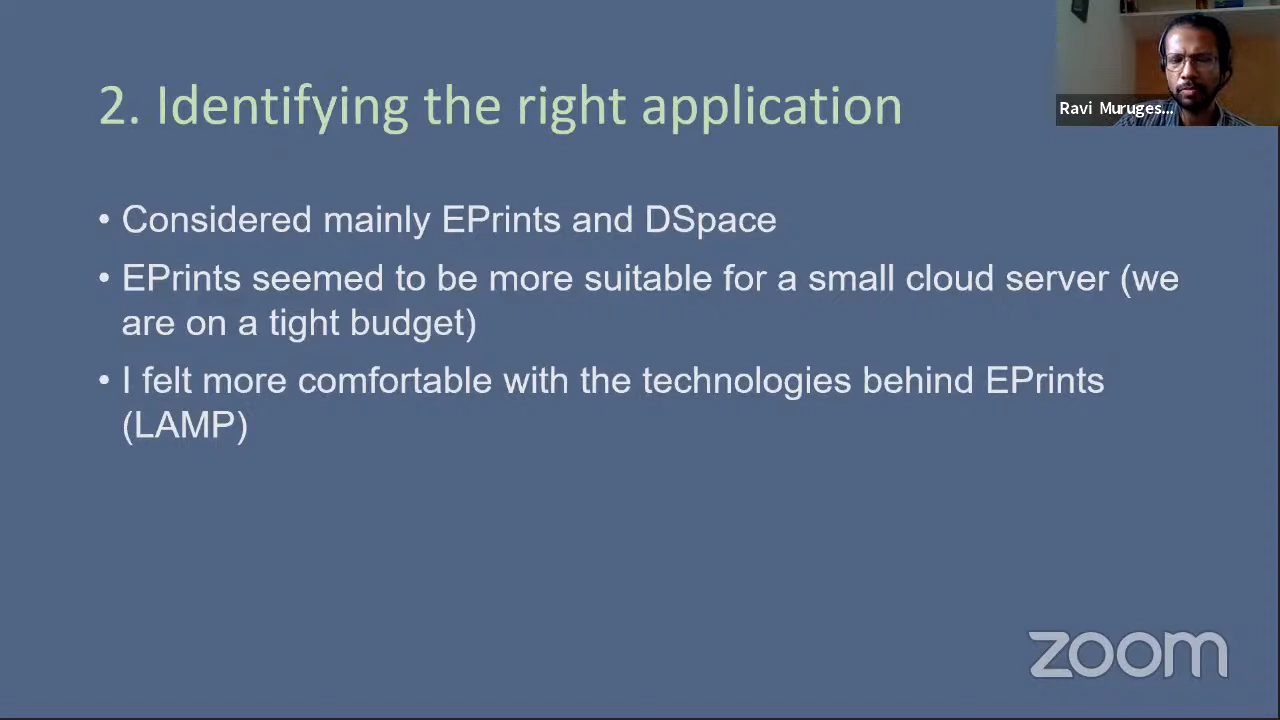 2. Identifying the right application
Ravi Muruges...
• Considered mainly EPrints and DSpace
• EPrints seemed to be more suitable for a small cloud server (we
are on a tight budget)
• I felt more comfortable with the technologies behind EPrints
(LAMP)
zoom